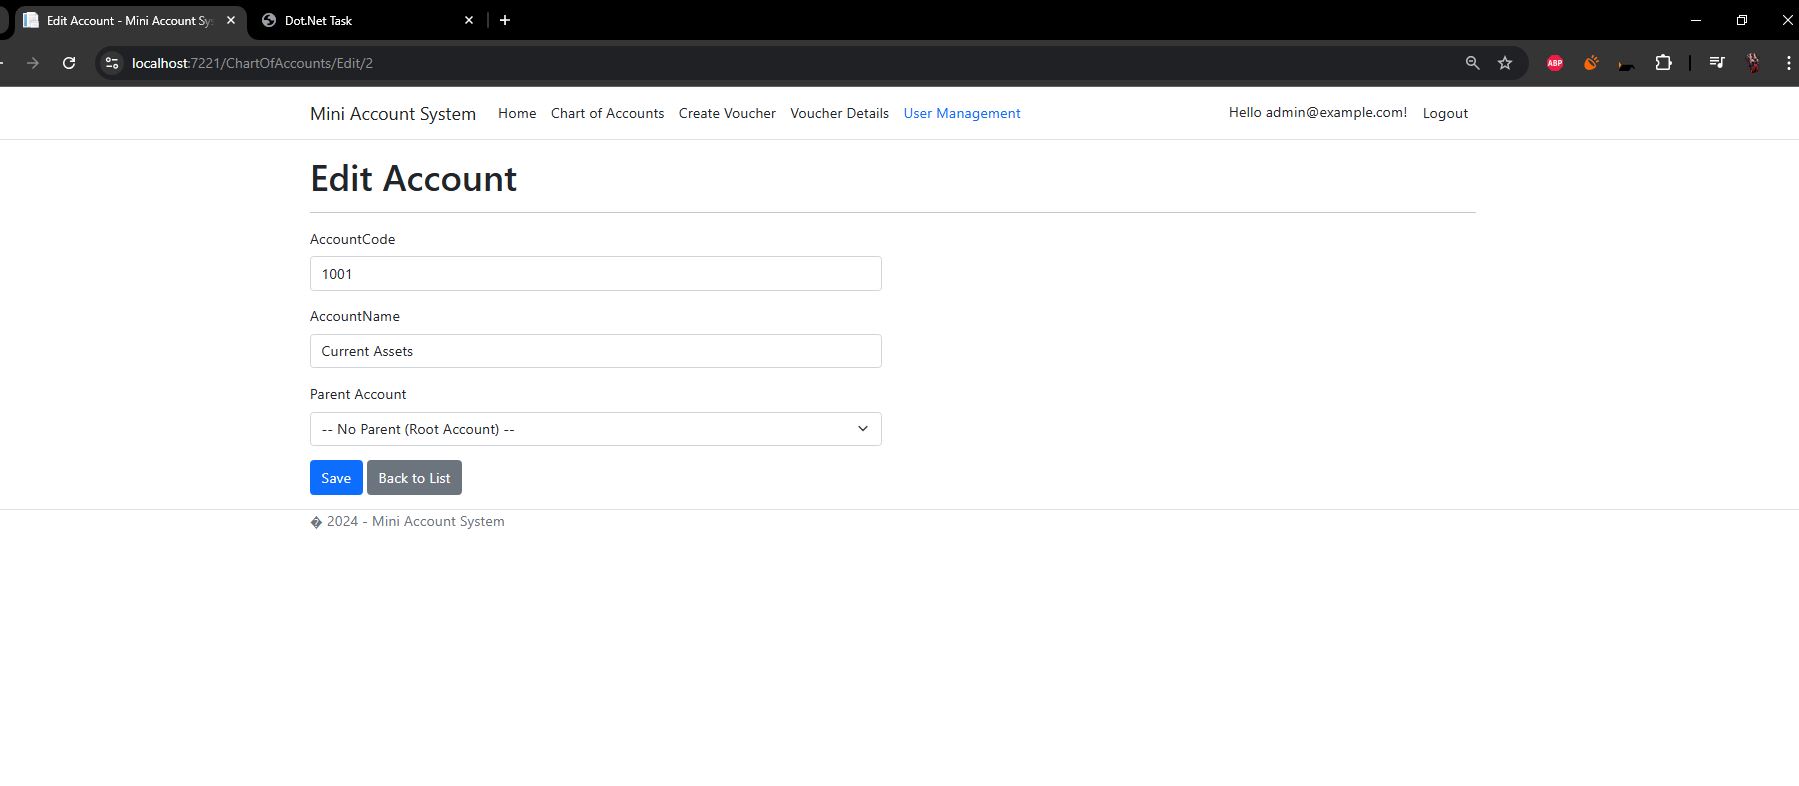 Edit Account - Mini Account Sys
Dot.Net Task
localhost:7221/ChartOfAccounts/Edit/2
ABP
Mini Account System Home Chart of Accounts Create Voucher Voucher Details User Management Hello admin@example.com! Logout
Edit Account
AccountCode
1001
AccountName
Current Assets
Parent Account
-- No Parent (Root Account) --
Save Back to List
� 2024 - Mini Account System